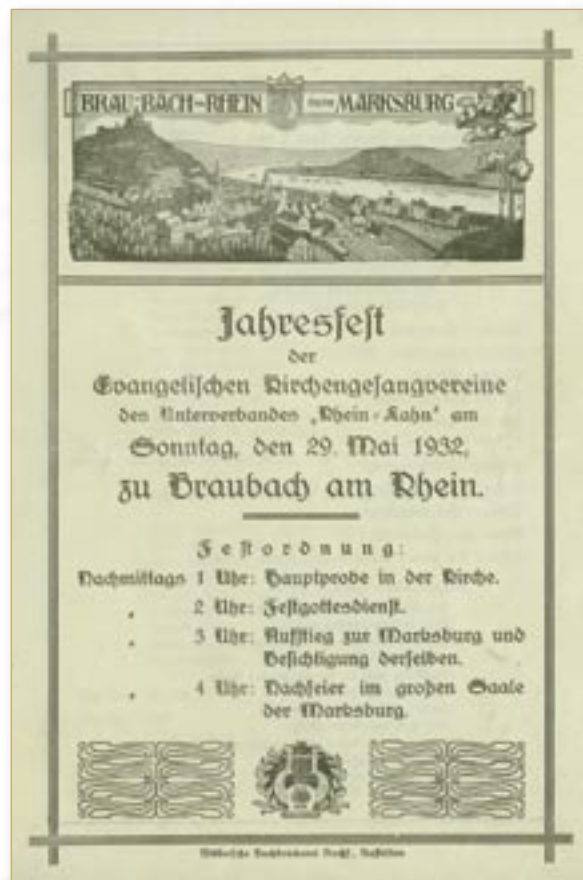 BRAUBACH-RHEIN MARKSBURG
Jahresfest
der
Evangelischen Kirchengesangvereine
des Unterverbandes „Rhein-Lahn“ am
Sonntag, den 29. Mai 1932,
zu Braubach am Rhein.
Festordnung:
Nachmittags 1 Uhr: Hauptprobe in der Kirche.
„ 2 Uhr: Festgottesdienst.
„ 3 Uhr: Aufstieg zur Marksburg und
Besichtigung derselben.
„ 4 Uhr: Nachfeier im großen Saale
der Marksburg.